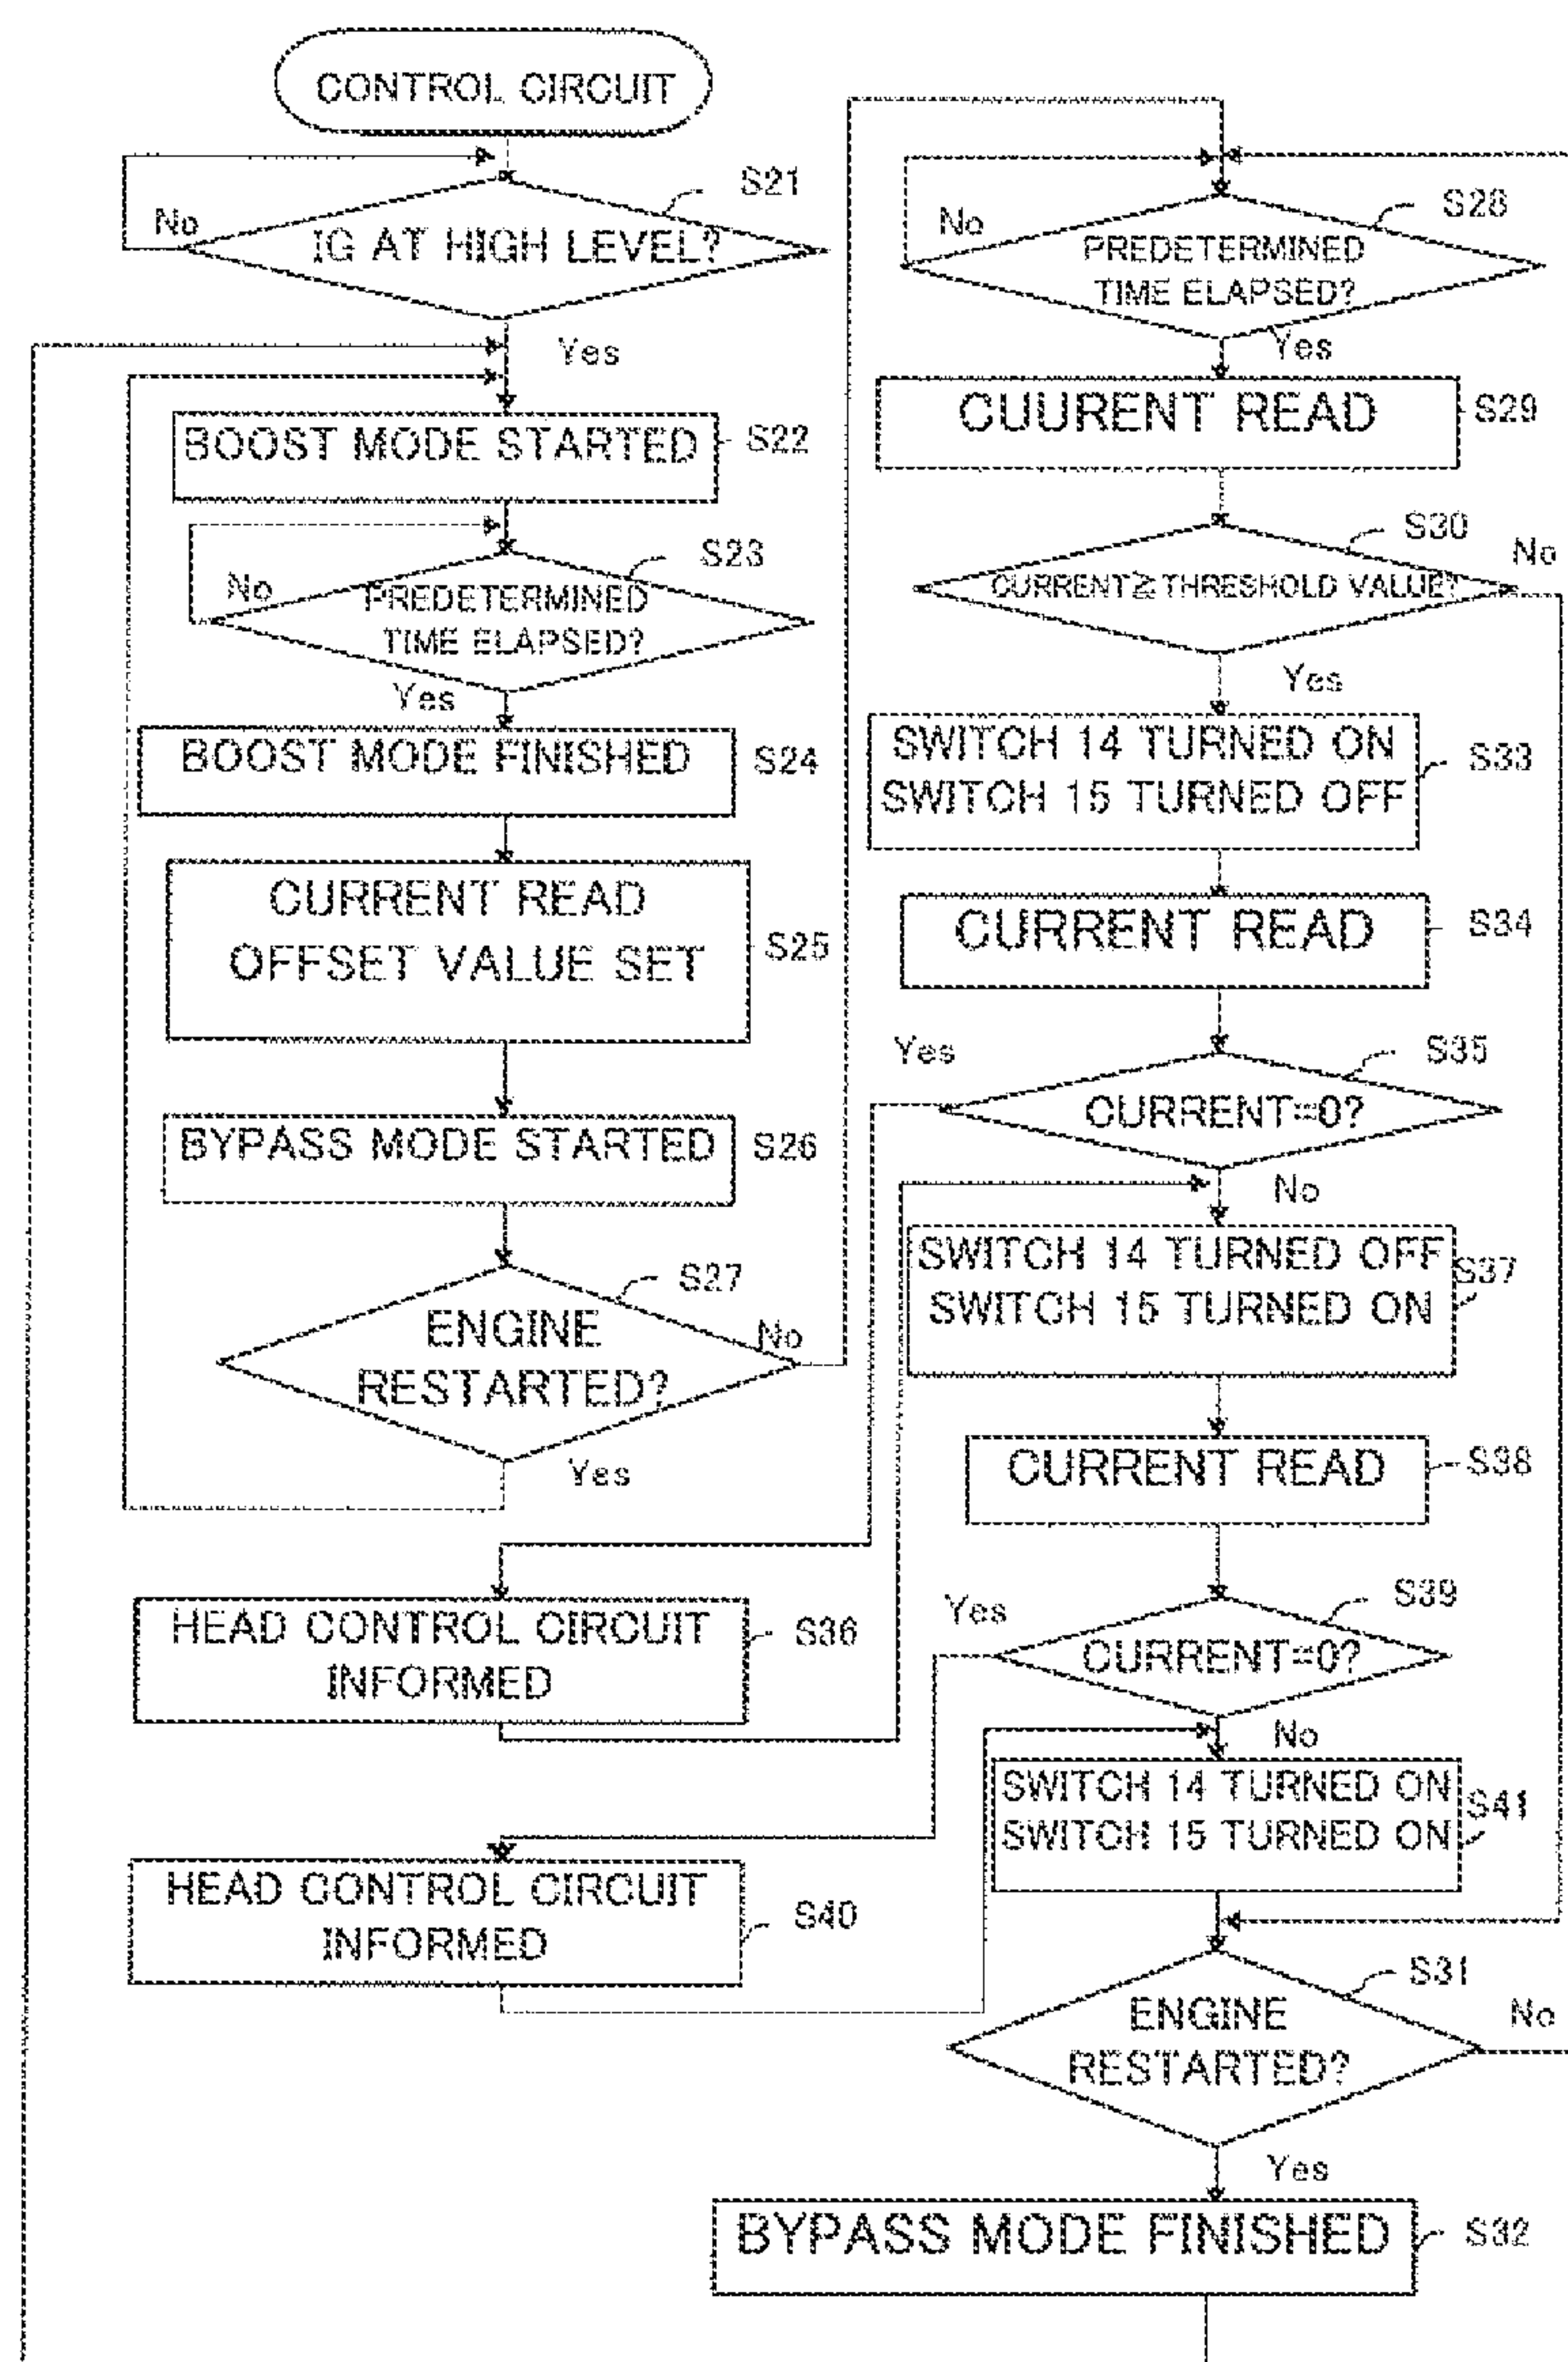 CONTROL CIRCUIT
S21
No
IG AT HIGH LEVEL?
Yes
BOOST MODE STARTED
S22
S23
No
PREDETERMINED
TIME ELAPSED?
Yes
BOOST MODE FINISHED
S24
CURRENT READ
OFFSET VALUE SET
S25
BYPASS MODE STARTED
S26
S27
ENGINE
RESTARTED?
No
Yes
S28
No
PREDETERMINED
TIME ELAPSED?
Yes
CUURENT READ
S29
S30
No
CURRENT≧THRESHOLD VALUE?
Yes
SWITCH 14 TURNED ON
SWITCH 15 TURNED OFF
S33
CURRENT READ
S34
Yes
S35
CURRENT=0?
No
HEAD CONTROL CIRCUIT
INFORMED
S36
SWITCH 14 TURNED OFF
SWITCH 15 TURNED ON
S37
CURRENT READ
S38
Yes
S39
CURRENT=0?
No
HEAD CONTROL CIRCUIT
INFORMED
S40
SWITCH 14 TURNED ON
SWITCH 15 TURNED ON
S41
S31
ENGINE
RESTARTED?
No
Yes
BYPASS MODE FINISHED
S32